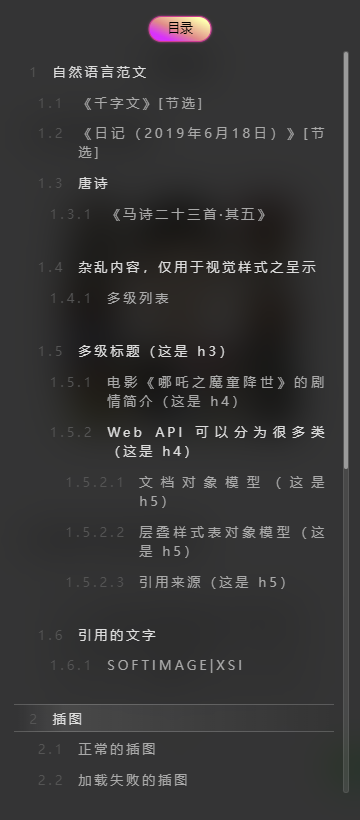 目录
1 自然语言范文
1.1 《千字文》[节选]
1.2 《日记（2019年6月18日）》[节
选]
1.3 唐诗
1.3.1 《马诗二十三首·其五》
1.4 杂乱内容，仅用于视觉样式之呈示
1.4.1 多级列表
1.5 多级标题（这是 h3）
1.5.1 电影《哪吒之魔童降世》的剧
情简介（这是 h4）
1.5.2 Web API 可以分为很多类
（这是 h4）
1.5.2.1 文档对象模型（这是
h5）
1.5.2.2 层叠样式表对象模型（这
是 h5）
1.5.2.3 引用来源（这是 h5）
1.6 引用的文字
1.6.1 SOFTIMAGE|XSI
2 插图
2.1 正常的插图
2.2 加载失败的插图